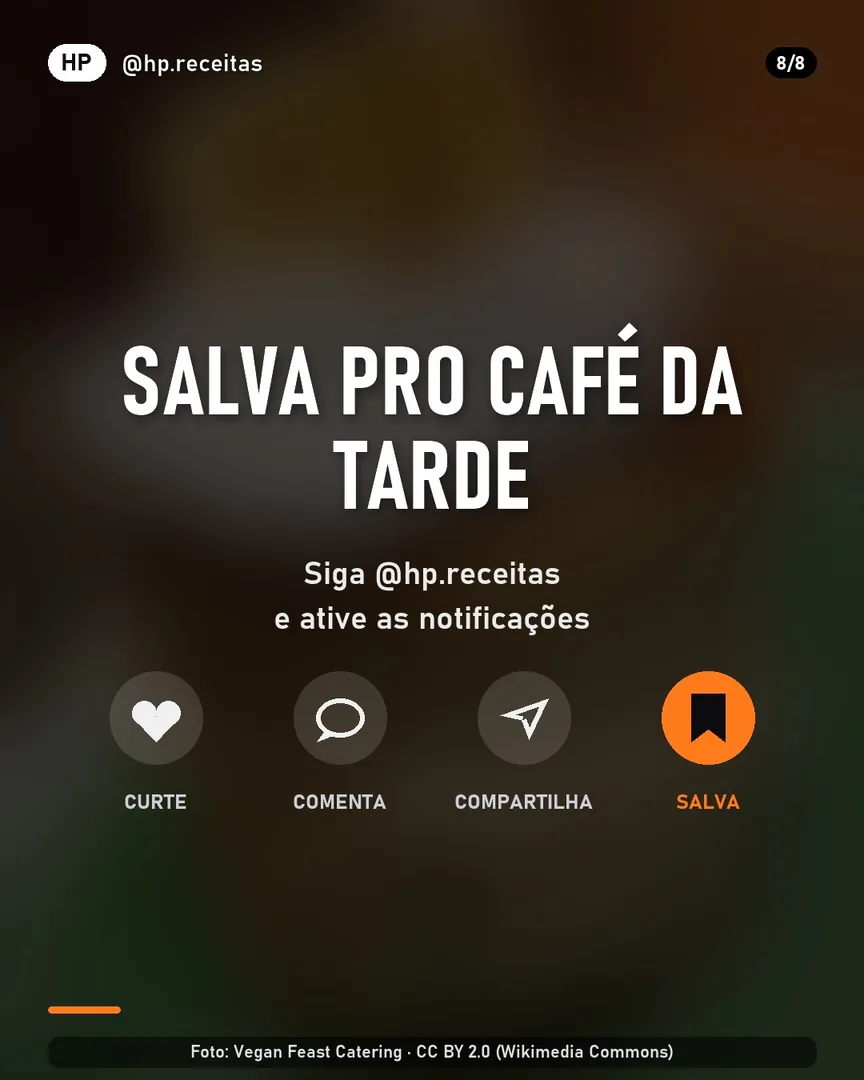 HP @hp.receitas 8/8
SALVA PRO CAFÉ DA
TARDE
Siga @hp.receitas
e ative as notificações
CURTE COMENTA COMPARTILHA SALVA
Foto: Vegan Feast Catering · CC BY 2.0 (Wikimedia Commons)